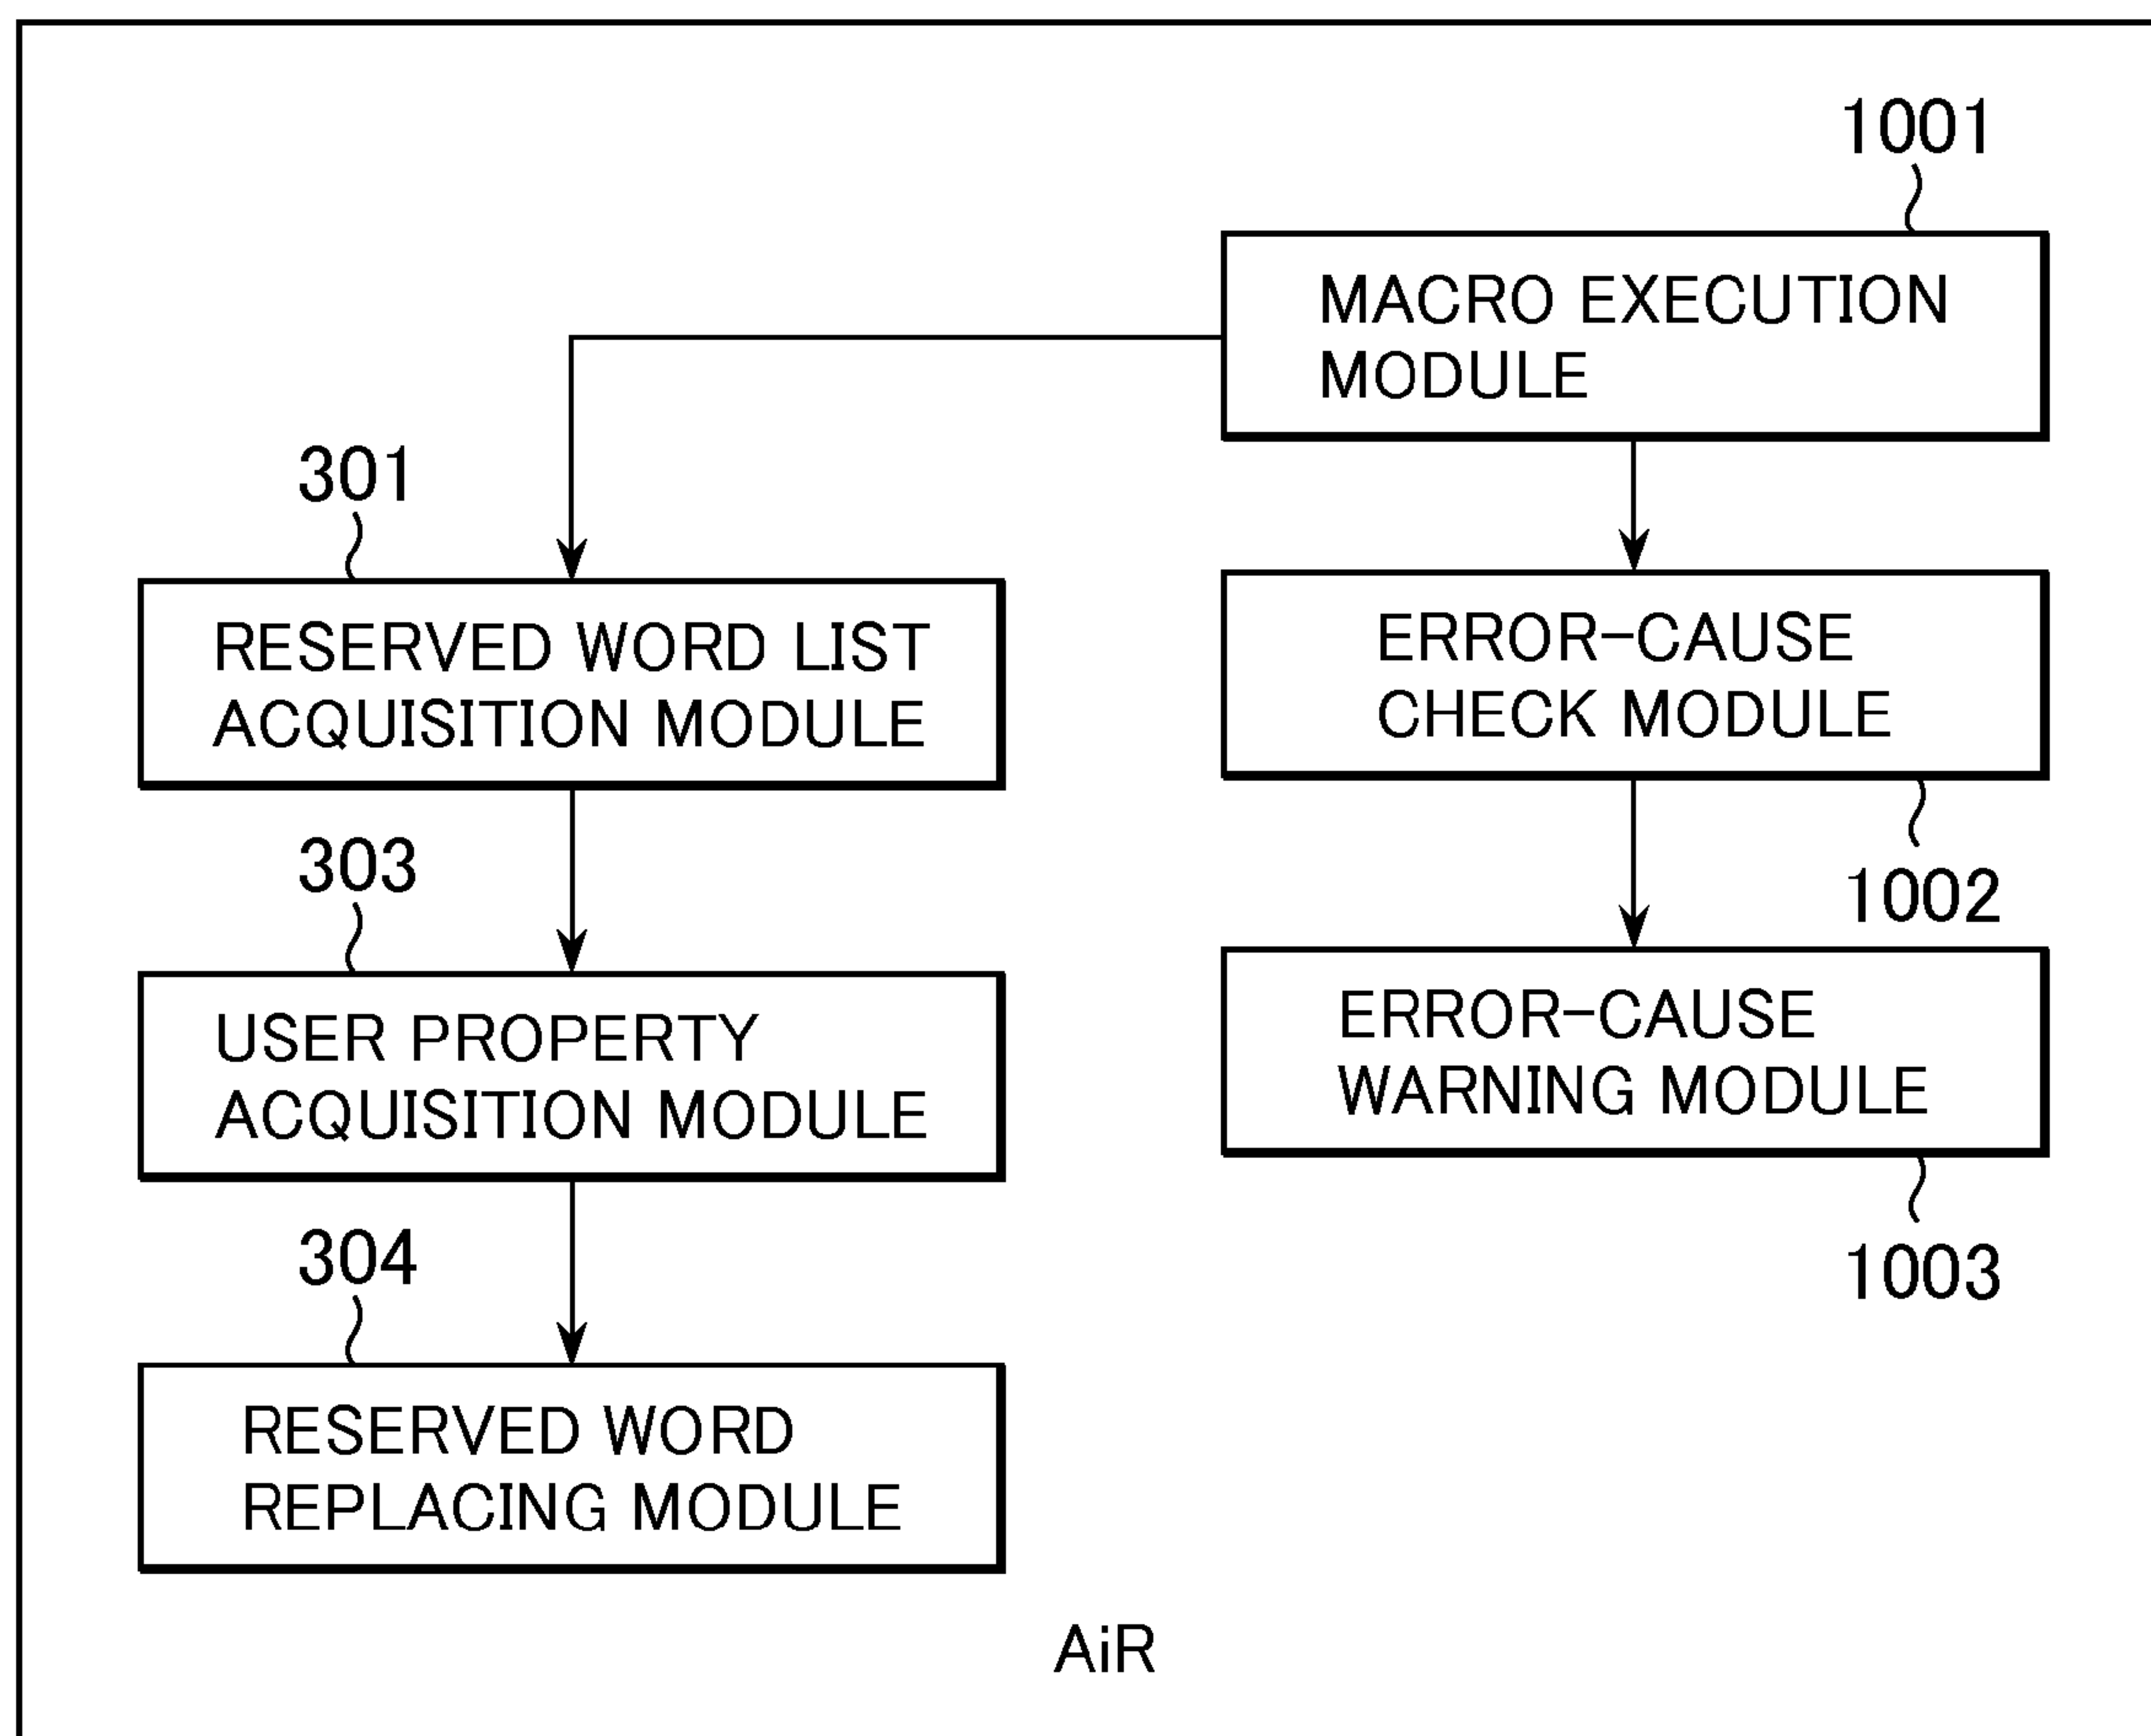 1001
MACRO EXECUTION
MODULE
301
RESERVED WORD LIST
ACQUISITION MODULE
ERROR-CAUSE
CHECK MODULE
303
1002
USER PROPERTY
ACQUISITION MODULE
ERROR-CAUSE
WARNING MODULE
304
1003
RESERVED WORD
REPLACING MODULE
AiR